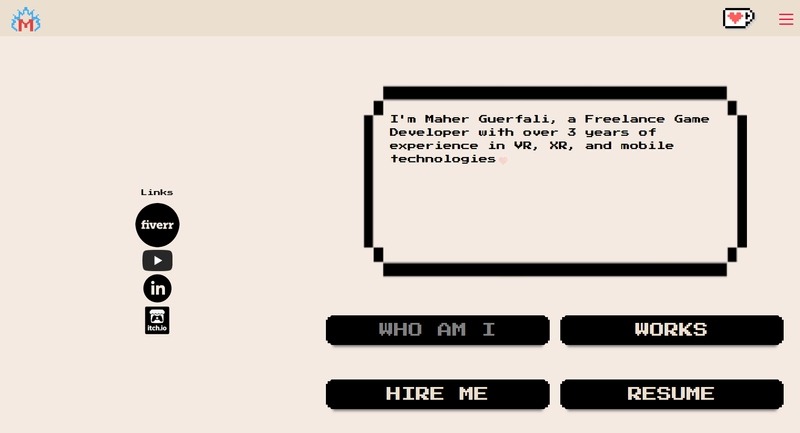 M
I'm Maher Guerfali, a Freelance Game
Developer with over 3 years of
experience in VR, XR, and mobile
technologies
Links
fiverr
in
itch.io
WHO AM I
WORKS
HIRE ME
RESUME